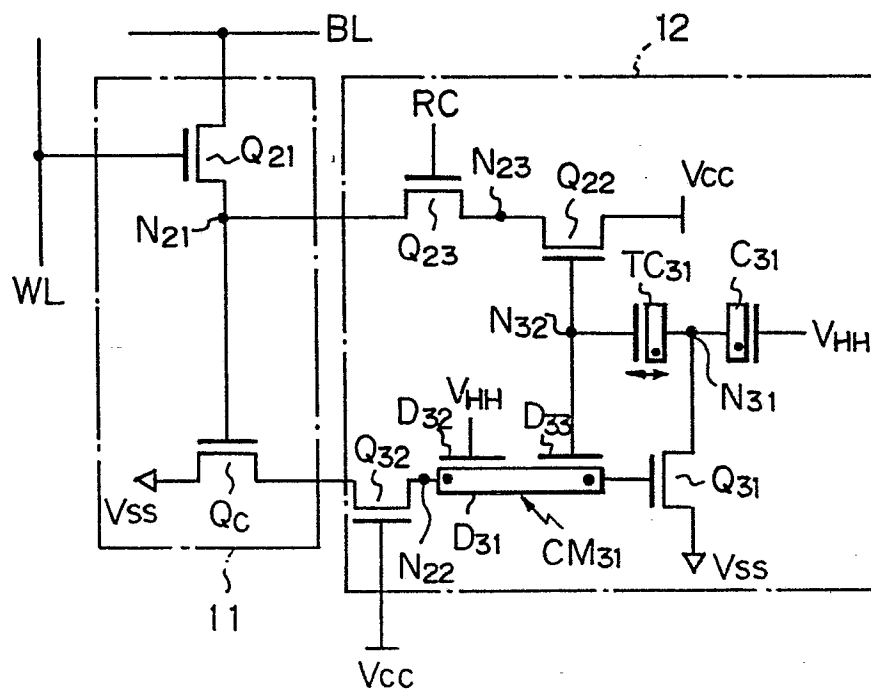 BL
12
RC
Q21
N23
Q22
Vcc
N21
Q23
TC31
C31
WL
N32
VHH
N31
VHH
D32
D33
Q32
Q31
VSS
QC
D31
CM31
N22
VSS
11
Vcc